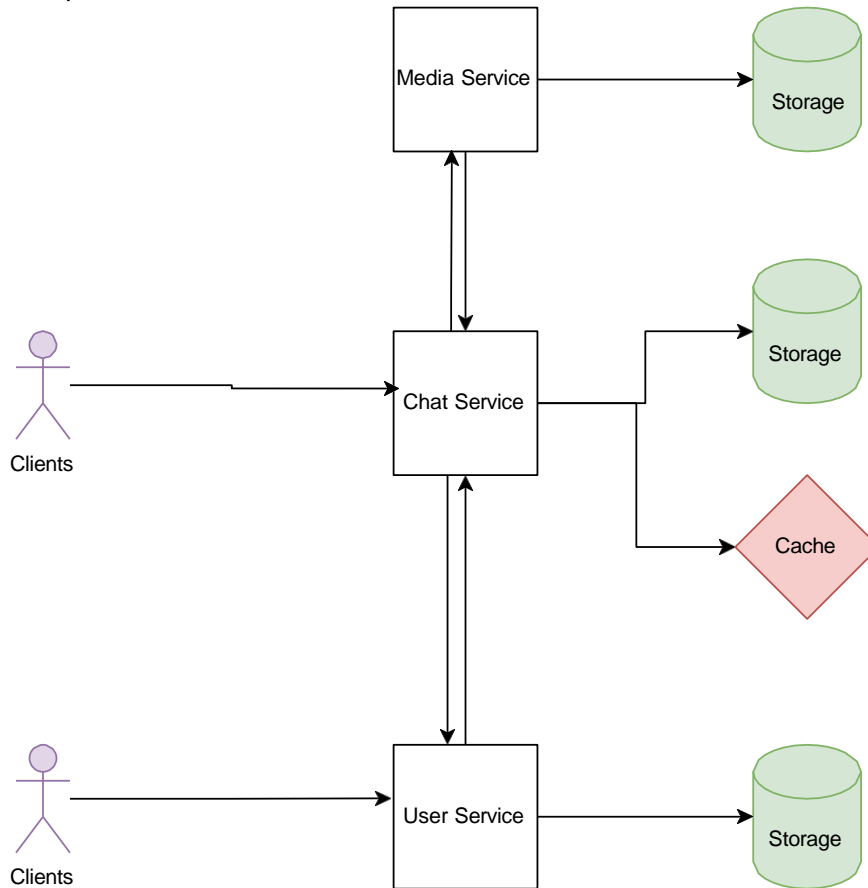 Media Service
Storage
Storage
Chat Service
Clients
Cache
User Service
Storage
Clients